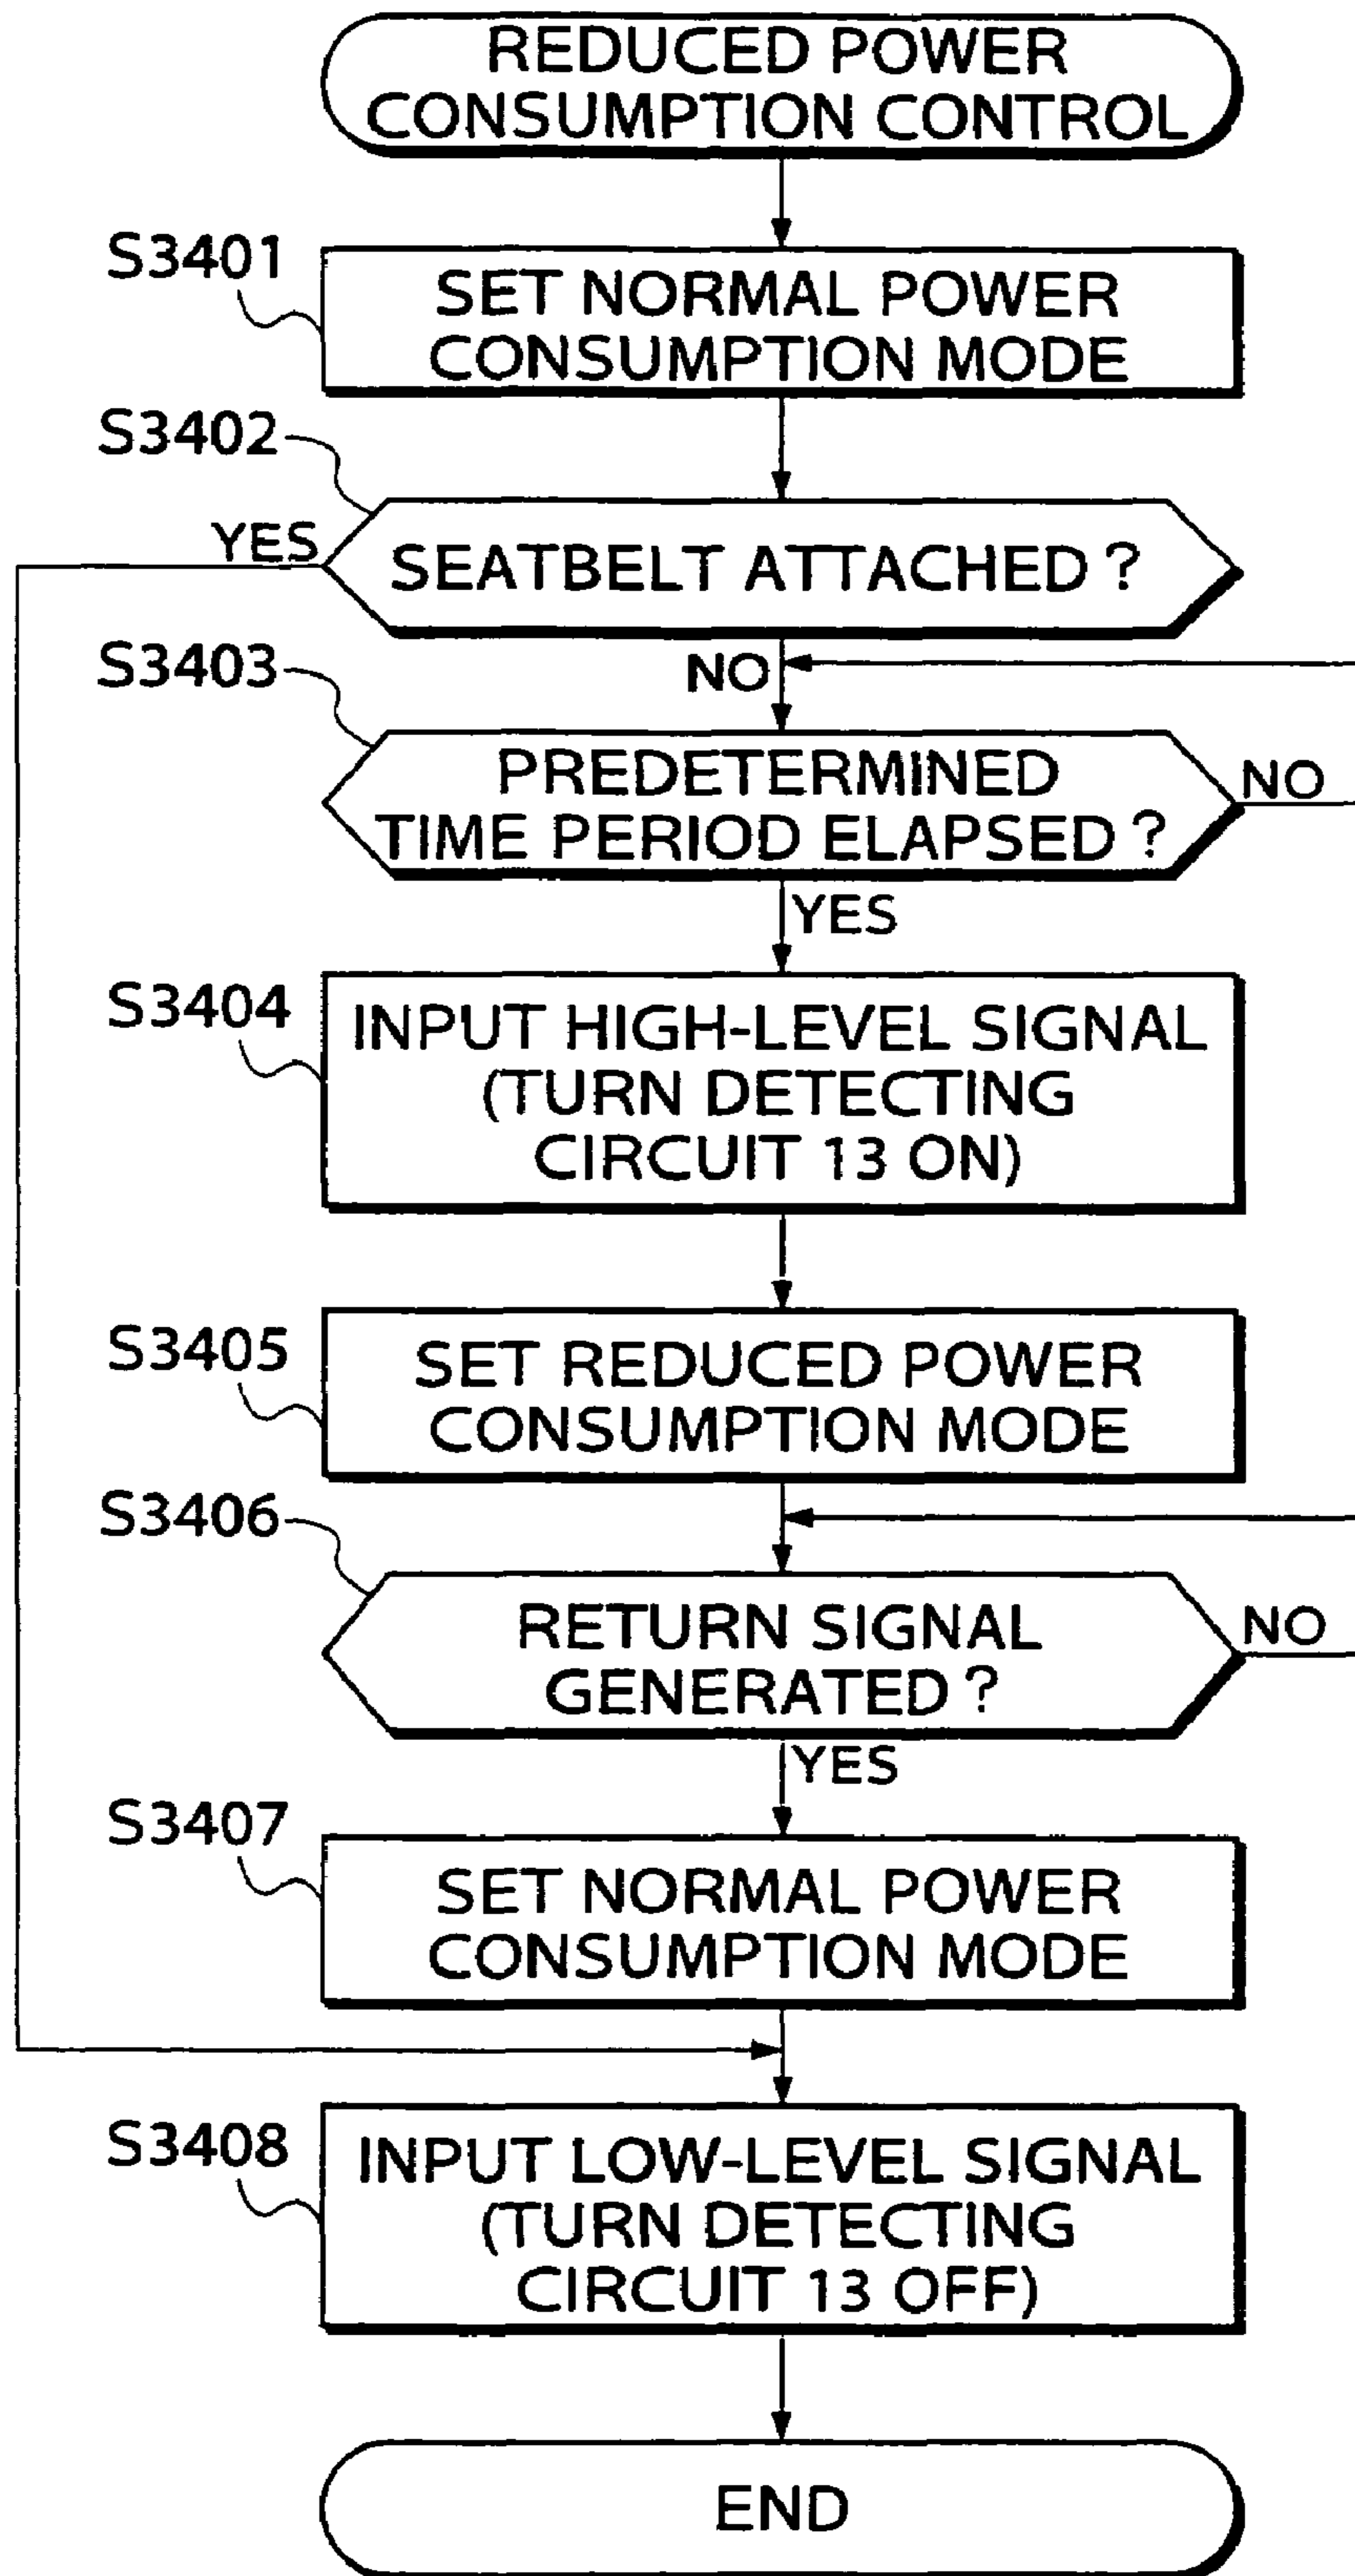 REDUCED POWER
CONSUMPTION CONTROL
S3401
SET NORMAL POWER
CONSUMPTION MODE
S3402
YES
SEATBELT ATTACHED ?
NO
S3403
PREDETERMINED
TIME PERIOD ELAPSED ?
NO
YES
S3404
INPUT HIGH-LEVEL SIGNAL
(TURN DETECTING
CIRCUIT 13 ON)
S3405
SET REDUCED POWER
CONSUMPTION MODE
S3406
RETURN SIGNAL
GENERATED ?
NO
YES
S3407
SET NORMAL POWER
CONSUMPTION MODE
S3408
INPUT LOW-LEVEL SIGNAL
(TURN DETECTING
CIRCUIT 13 OFF)
END